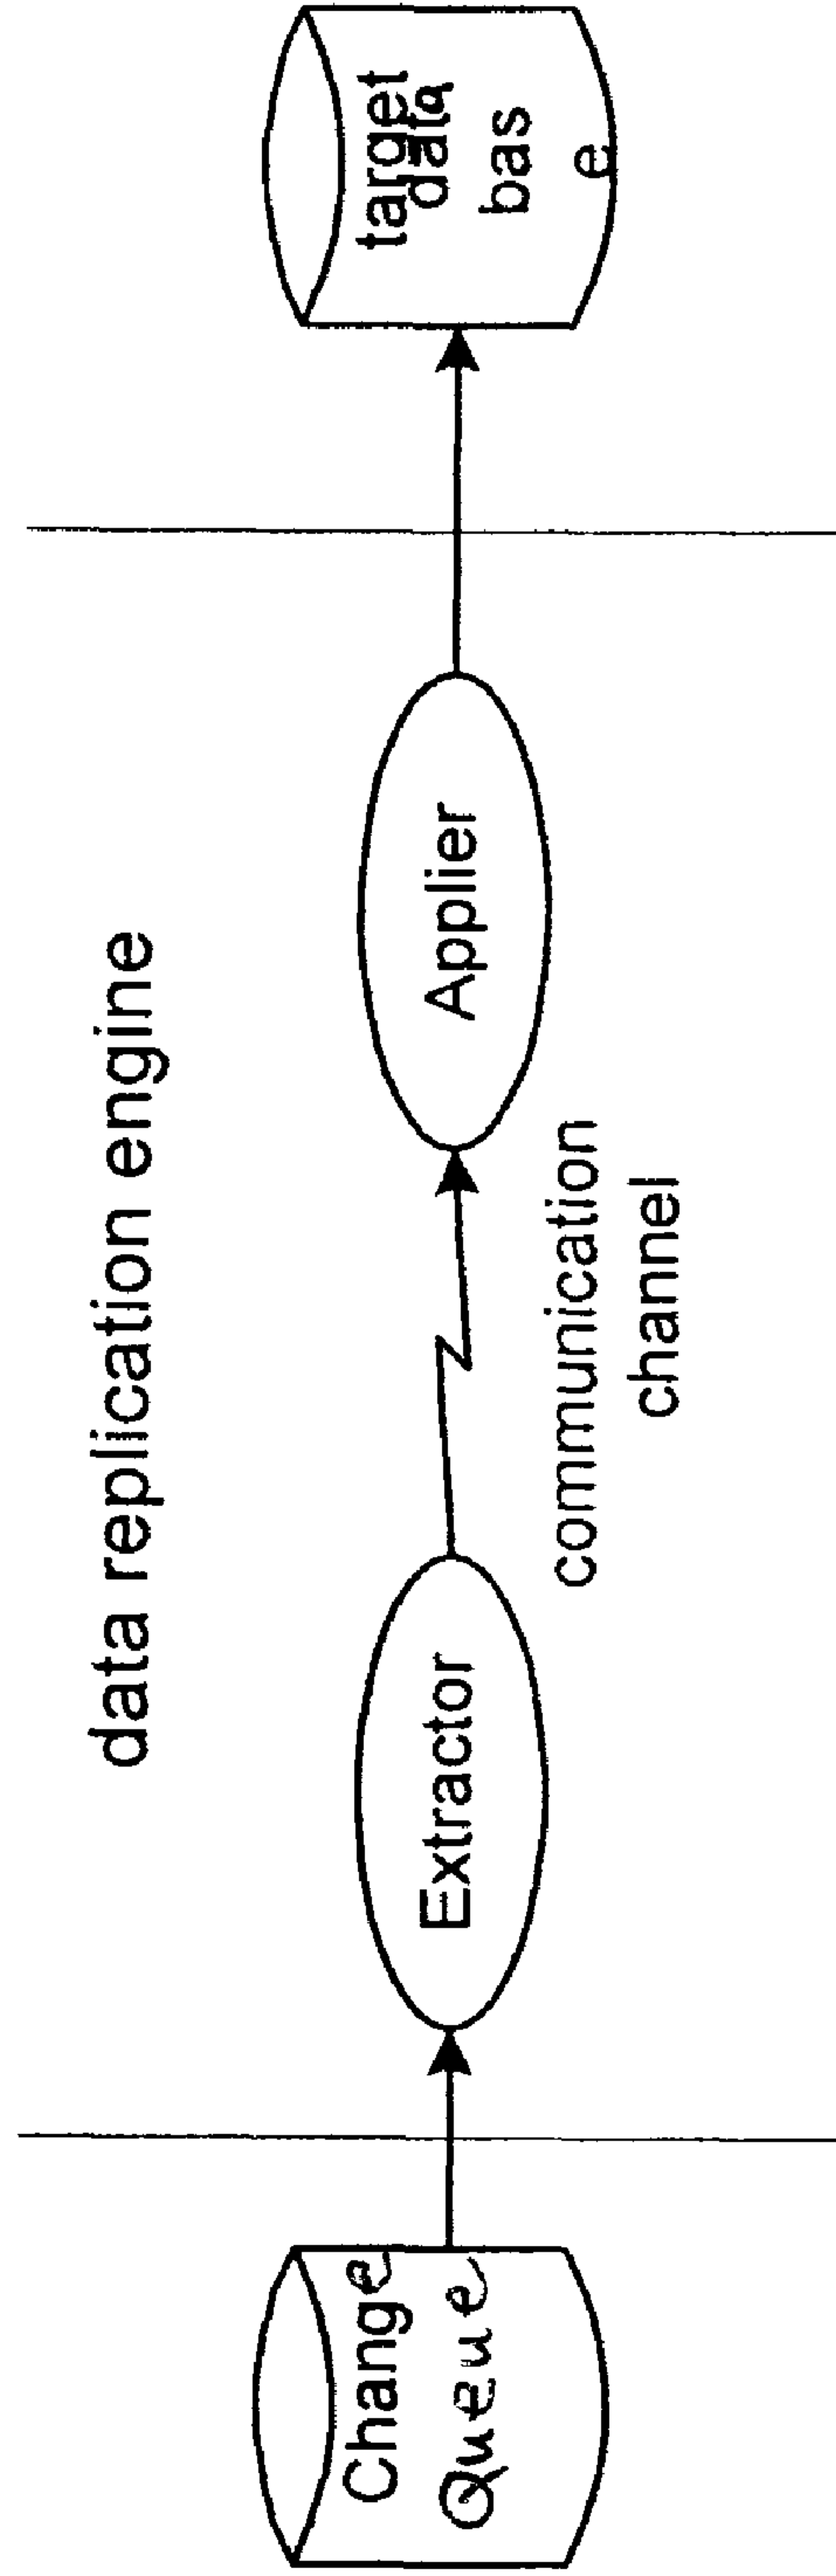 data replication engine
Change
Queue
Extractor
communication
channel
Applier
target
data
bas
e